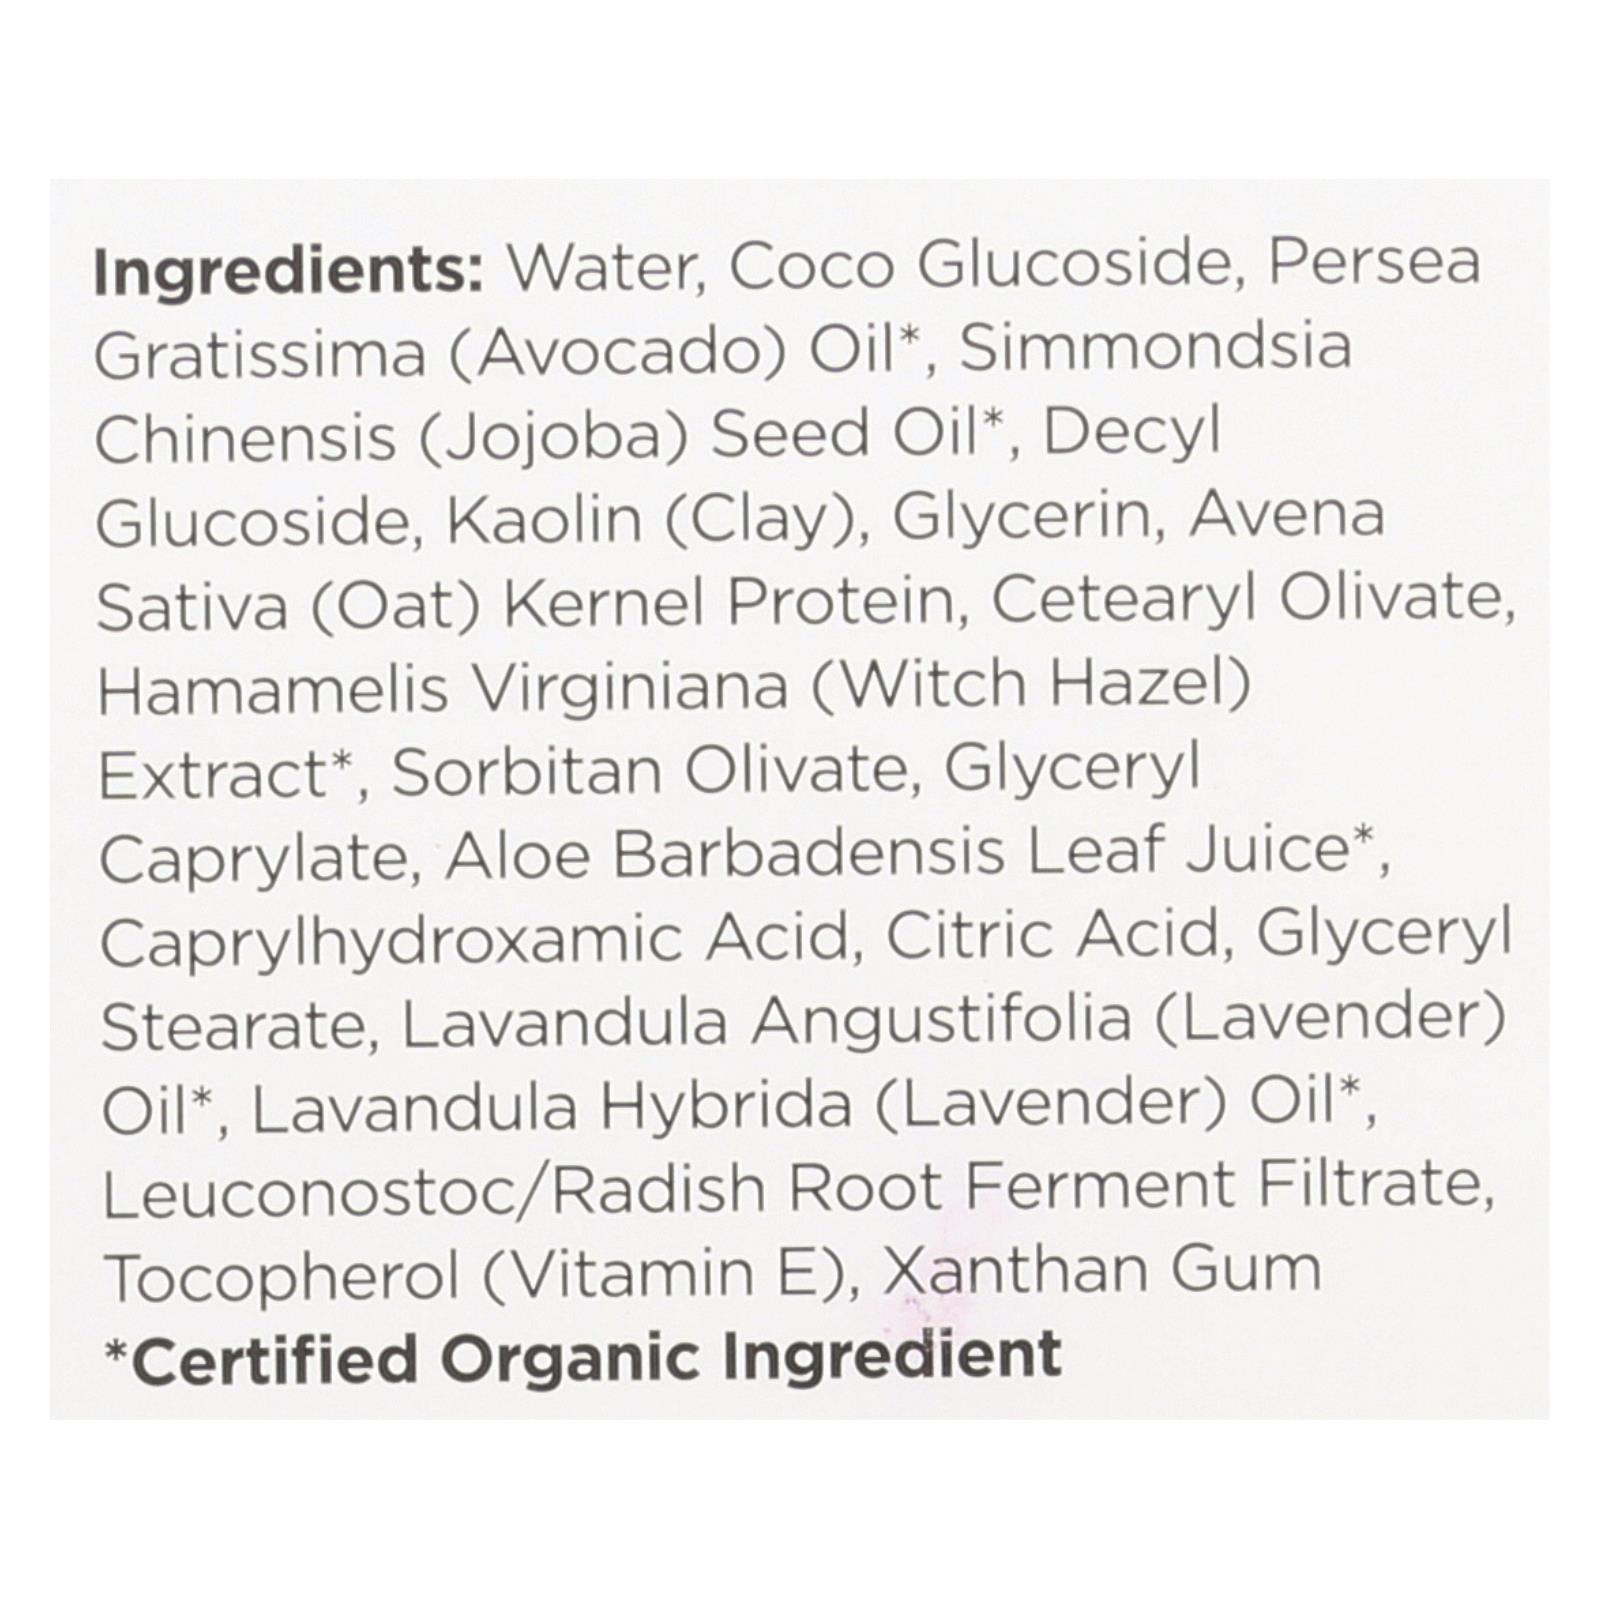 Ingredients: Water, Coco Glucoside, Persea
Gratissima (Avocado) Oil*, Simmondsia
Chinensis (Jojoba) Seed Oil*, Decyl
Glucoside, Kaolin (Clay), Glycerin, Avena
Sativa (Oat) Kernel Protein, Cetearyl Olivate,
Hamamelis Virginiana (Witch Hazel)
Extract*, Sorbitan Olivate, Glyceryl
Caprylate, Aloe Barbadensis Leaf Juice*,
Caprylhydroxamic Acid, Citric Acid, Glyceryl
Stearate, Lavandula Angustifolia (Lavender)
Oil*, Lavandula Hybrida (Lavender) Oil*,
Leuconostoc/Radish Root Ferment Filtrate,
Tocopherol (Vitamin E), Xanthan Gum
*Certified Organic Ingredient